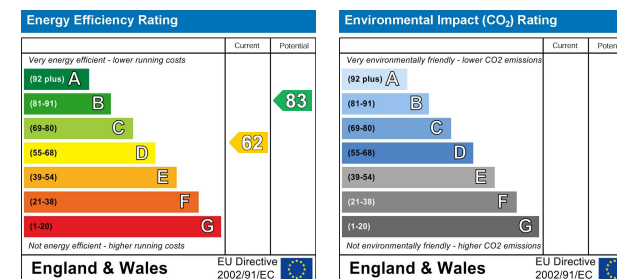 Energy Efficiency Rating
Current Potential
Very energy efficient - lower running costs
(92 plus) A
(81-91) B
(69-80) C
(55-68) D
(39-54) E
(21-38) F
(1-20) G
83
62
Not energy efficient - higher running costs
England & Wales
EU Directive
2002/91/EC
Environmental Impact (CO₂) Rating
Current Poten
Very environmentally friendly - lower CO2 emissions
(92 plus) A
(81-91) B
(69-80) C
(55-68) D
(39-54) E
(21-38) F
(1-20) G
Not environmentally friendly - higher CO2 emissions
England & Wales
EU Directive
2002/91/EC